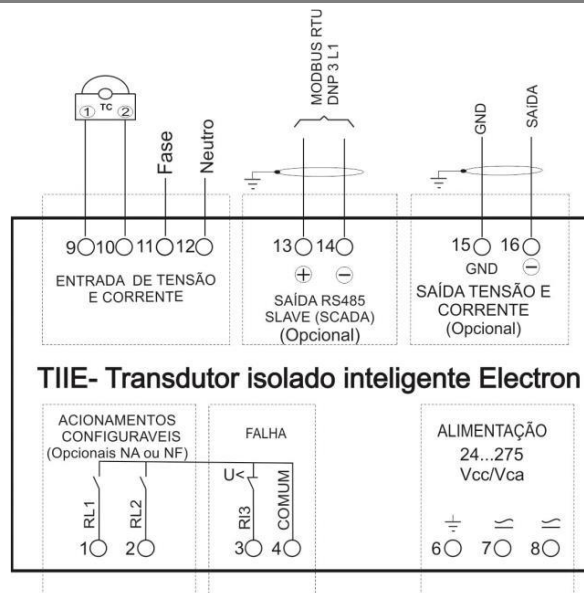 MODBUS RTU
DNP 3 L1
TC
1 2
Fase
Neutro
GND
SAíDA
9 10 11 12
ENTRADA DE TENSÃO
E CORRENTE
13 14
+ −
SAÍDA RS485
SLAVE (SCADA)
(Opcional)
15 16
GND −
SAÍDA TENSÃO E
CORRENTE
(Opcional)
TIIE- Transdutor isolado inteligente Electron
ACIONAMENTOS
CONFIGURAVEIS
(Opcionais NA ou NF)
RL1
RL2
1 2
FALHA
U<
RI3
COMUM
3 4
ALIMENTAÇÃO
24...275
Vcc/Vca
6 7 8